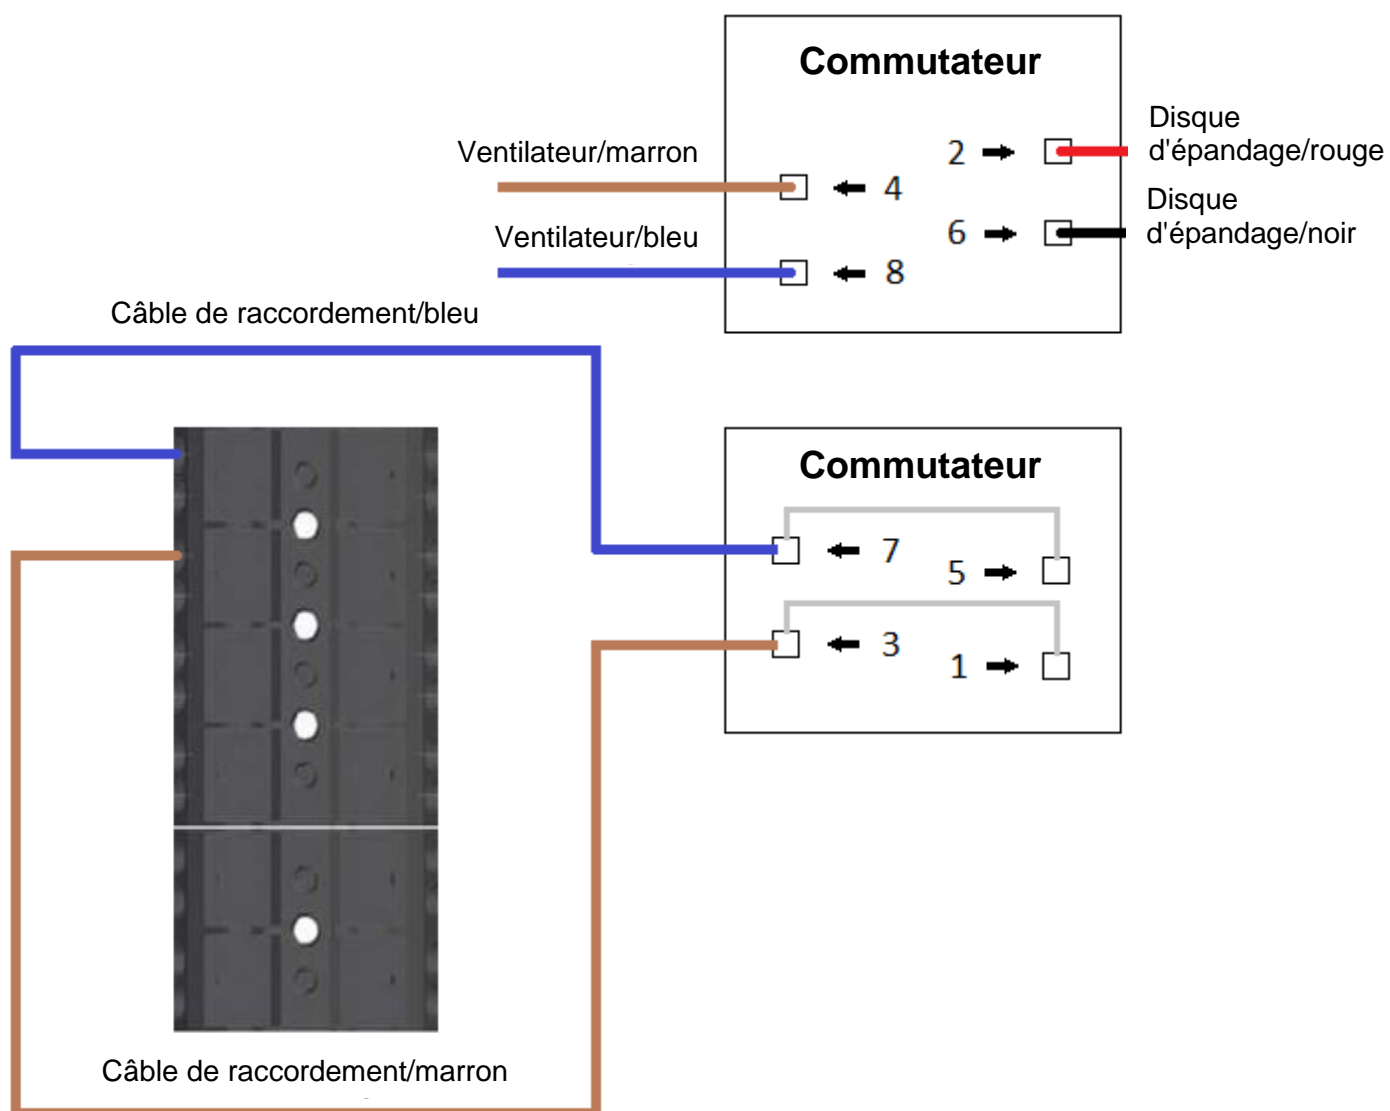 Commutateur
Disque
d'épandage/rouge
Ventilateur/marron
2
4
Disque
d'épandage/noir
Ventilateur/bleu
6
8
Câble de raccordement/bleu
Commutateur
7
5
3
1
Câble de raccordement/marron